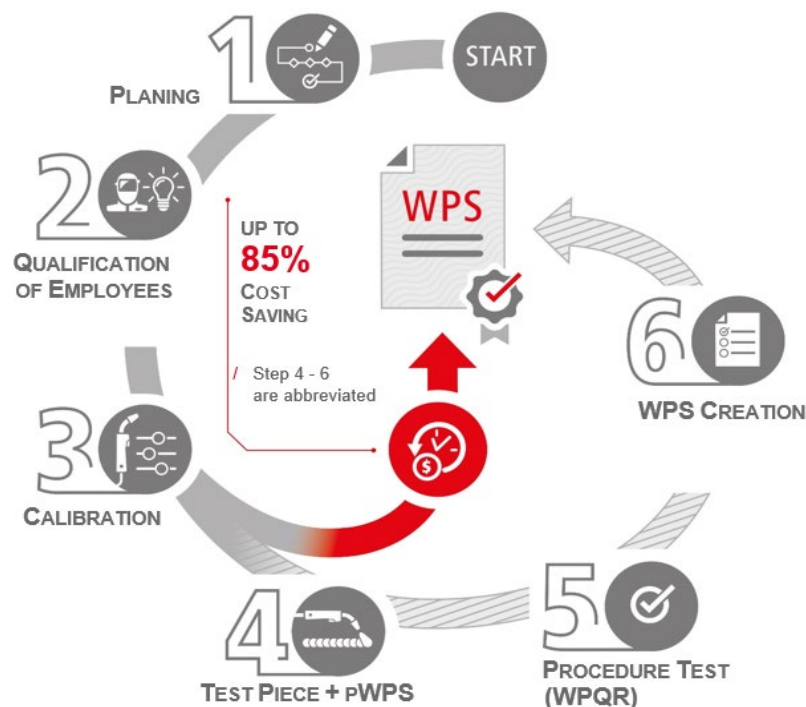 START
1
PLANING
2
QUALIFICATION
OF EMPLOYEES
3
CALIBRATION
4
TEST PIECE + PWPS
5
PROCEDURE TEST
(WPQR)
6
WPS CREATION
WPS
UP TO
85%
COST
SAVING
/ Step 4 - 6
are abbreviated
$